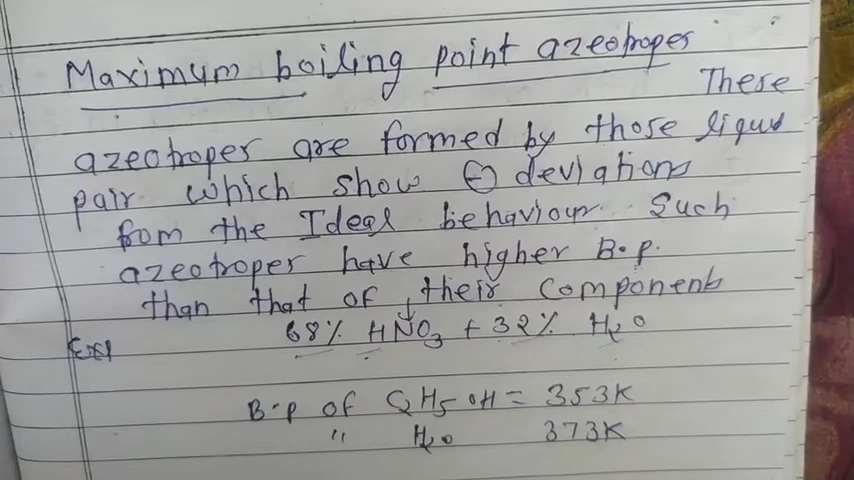 Maximum boiling point azeotropes
These
azeotropes are formed by those liqud
pair which show ⊖ deviations
from the Ideal behaviour. Such
azeotropes have higher B.p.
than that of their components
Ex:- 68% HNO3 + 32% H2O
B.p of C2H5OH = 353K
" H2O 373K